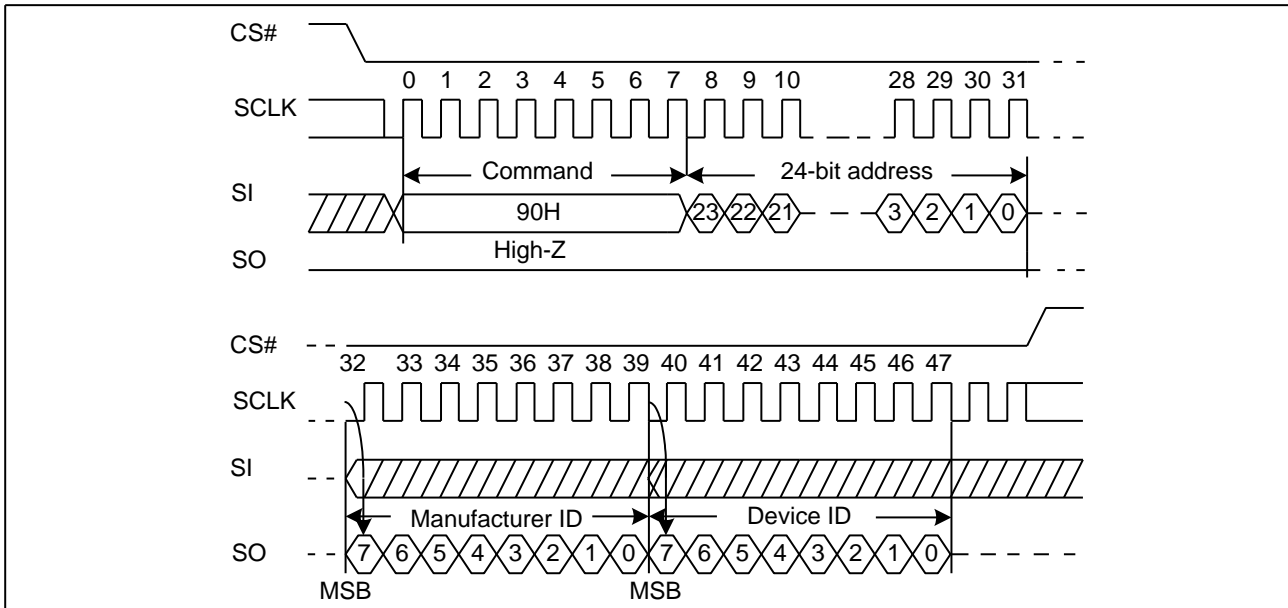 CS#
0 1 2 3 4 5 6 7 8 9 10 28 29 30 31
SCLK
Command 24-bit address
SI
90H 23 22 21 3 2 1 0
High-Z
SO
CS#
32 33 34 35 36 37 38 39 40 41 42 43 44 45 46 47
SCLK
SI
Manufacturer ID Device ID
SO 7 6 5 4 3 2 1 0 7 6 5 4 3 2 1 0
MSB MSB